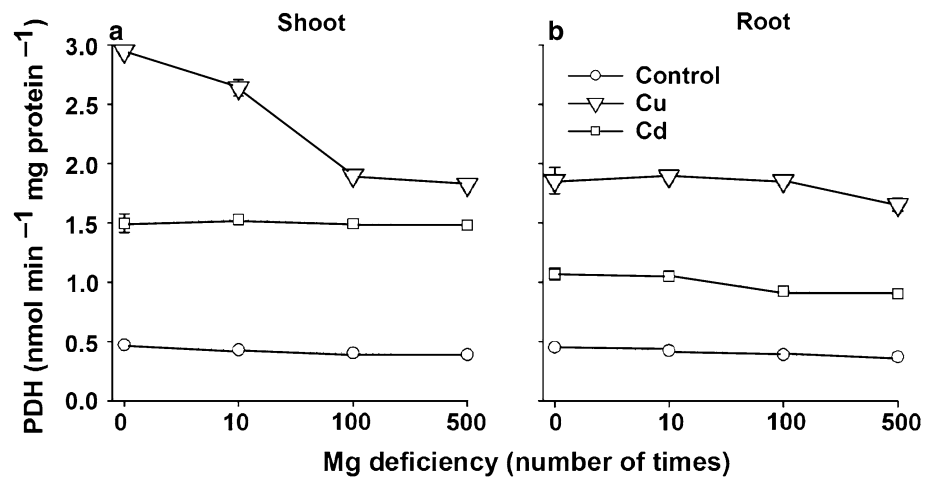 Shoot
Root
a
b
3.0
2.5
2.0
1.5
1.0
0.5
0.0
PDH (nmol min⁻¹ mg protein⁻¹)
Control
Cu
Cd
0 10 100 500
0 10 100 500
Mg deficiency (number of times)